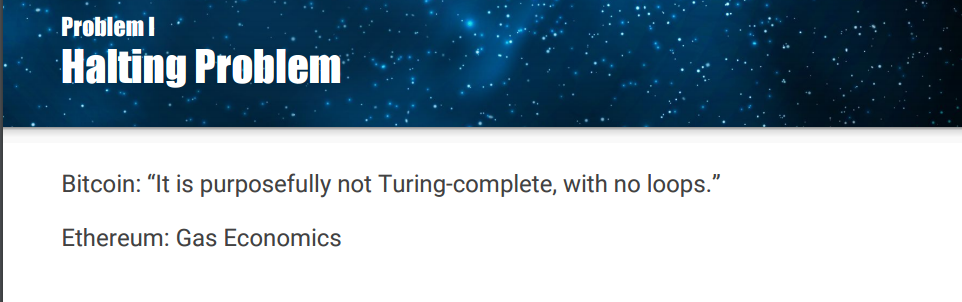 Problem I
Halting Problem
Bitcoin: “It is purposefully not Turing-complete, with no loops.”
Ethereum: Gas Economics